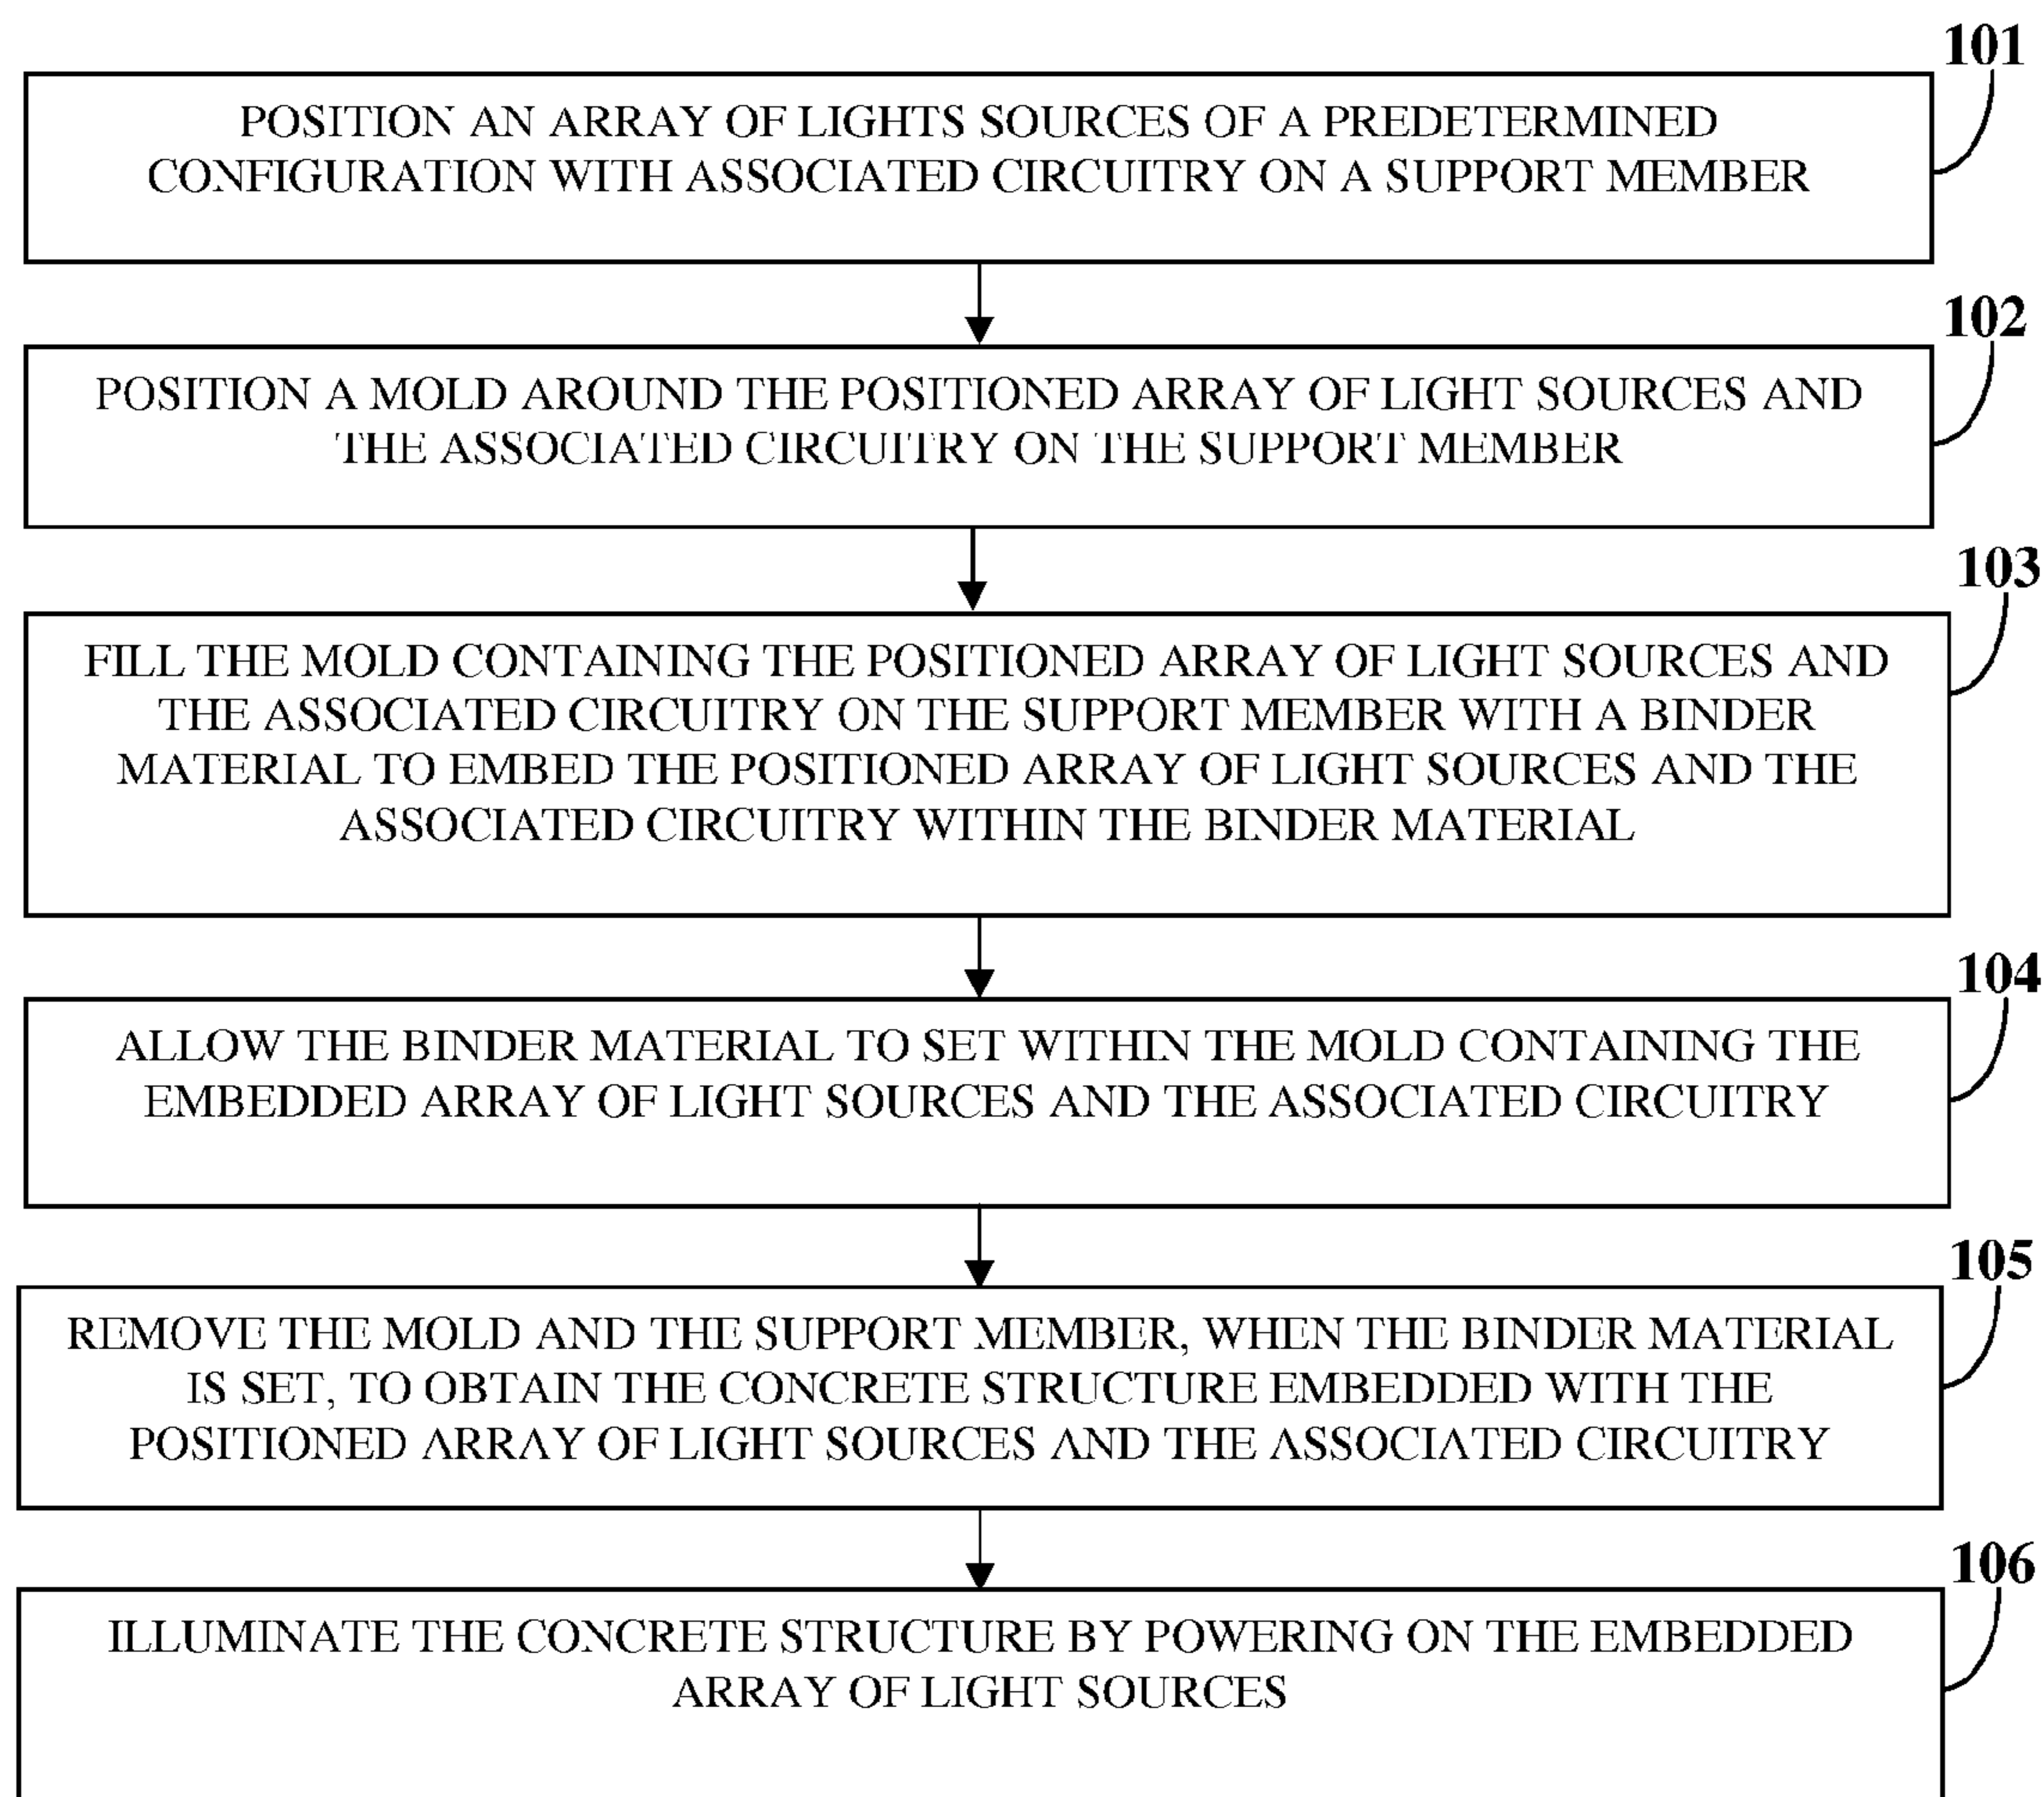 101
POSITION AN ARRAY OF LIGHTS SOURCES OF A PREDETERMINED
CONFIGURATION WITH ASSOCIATED CIRCUITRY ON A SUPPORT MEMBER
102
POSITION A MOLD AROUND THE POSITIONED ARRAY OF LIGHT SOURCES AND
THE ASSOCIATED CIRCUITRY ON THE SUPPORT MEMBER
103
FILL THE MOLD CONTAINING THE POSITIONED ARRAY OF LIGHT SOURCES AND
THE ASSOCIATED CIRCUITRY ON THE SUPPORT MEMBER WITH A BINDER
MATERIAL TO EMBED THE POSITIONED ARRAY OF LIGHT SOURCES AND THE
ASSOCIATED CIRCUITRY WITHIN THE BINDER MATERIAL
104
ALLOW THE BINDER MATERIAL TO SET WITHIN THE MOLD CONTAINING THE
EMBEDDED ARRAY OF LIGHT SOURCES AND THE ASSOCIATED CIRCUITRY
105
REMOVE THE MOLD AND THE SUPPORT MEMBER, WHEN THE BINDER MATERIAL
IS SET, TO OBTAIN THE CONCRETE STRUCTURE EMBEDDED WITH THE
POSITIONED ARRAY OF LIGHT SOURCES AND THE ASSOCIATED CIRCUITRY
106
ILLUMINATE THE CONCRETE STRUCTURE BY POWERING ON THE EMBEDDED
ARRAY OF LIGHT SOURCES